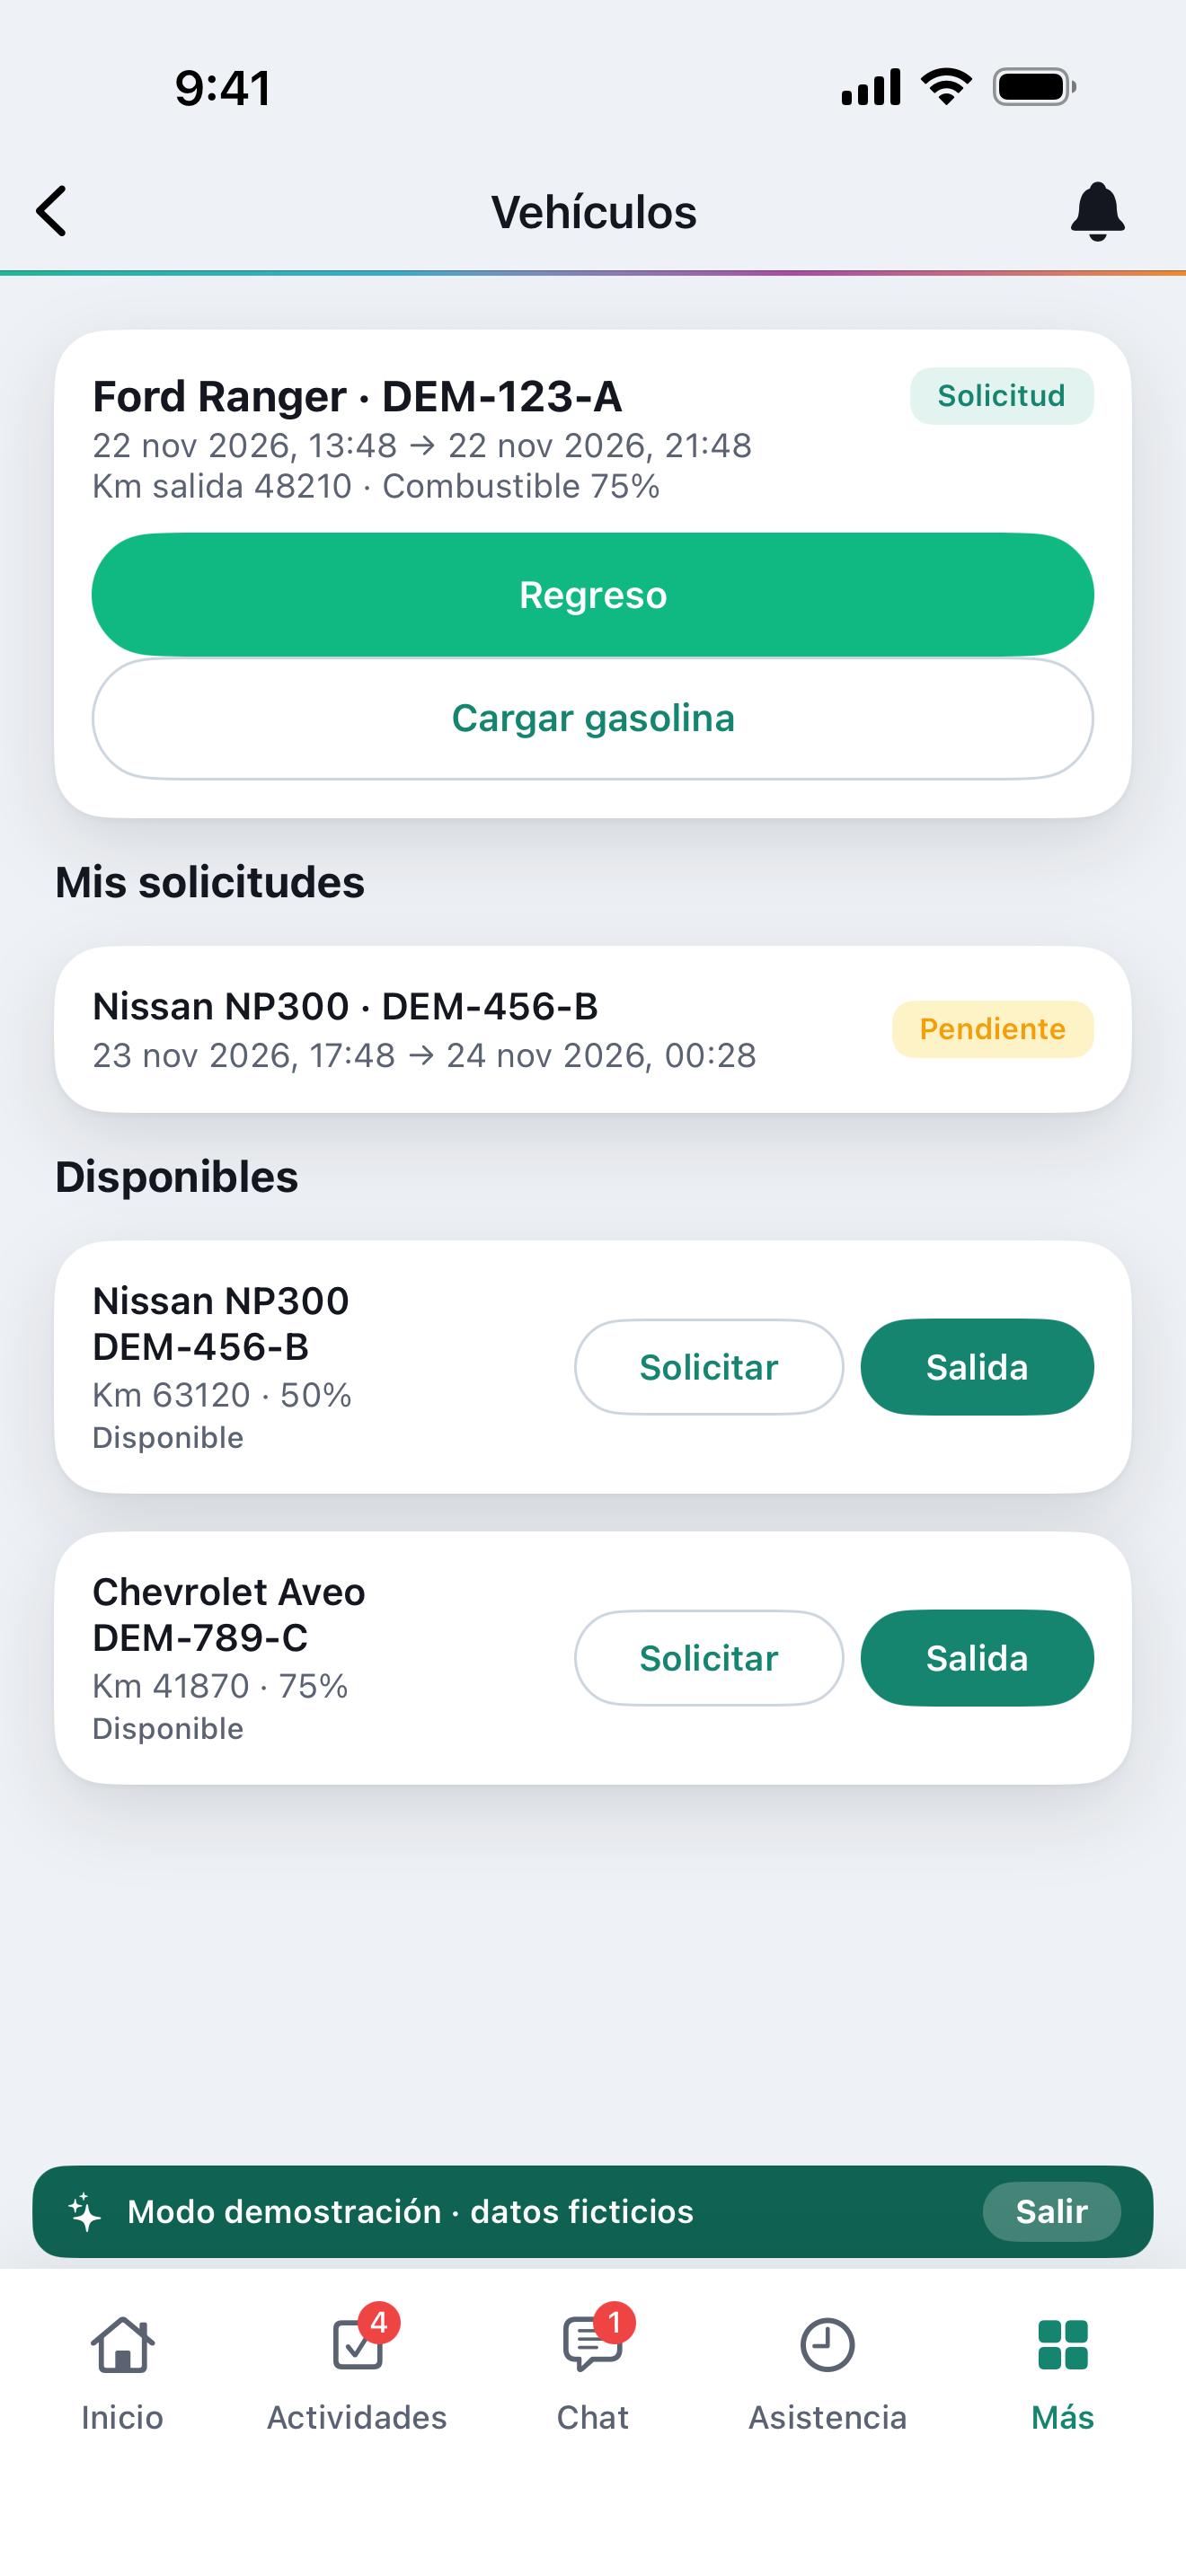 9:41
Vehículos
Ford Ranger · DEM-123-A
Solicitud
22 nov 2026, 13:48 → 22 nov 2026, 21:48
Km salida 48210 · Combustible 75%
Regreso
Cargar gasolina
Mis solicitudes
Nissan NP300 · DEM-456-B
23 nov 2026, 17:48 → 24 nov 2026, 00:28
Pendiente
Disponibles
Nissan NP300
DEM-456-B
Km 63120 · 50%
Disponible
Solicitar
Salida
Chevrolet Aveo
DEM-789-C
Km 41870 · 75%
Disponible
Solicitar
Salida
Modo demostración · datos ficticios
Salir
4
1
Inicio
Actividades
Chat
Asistencia
Más